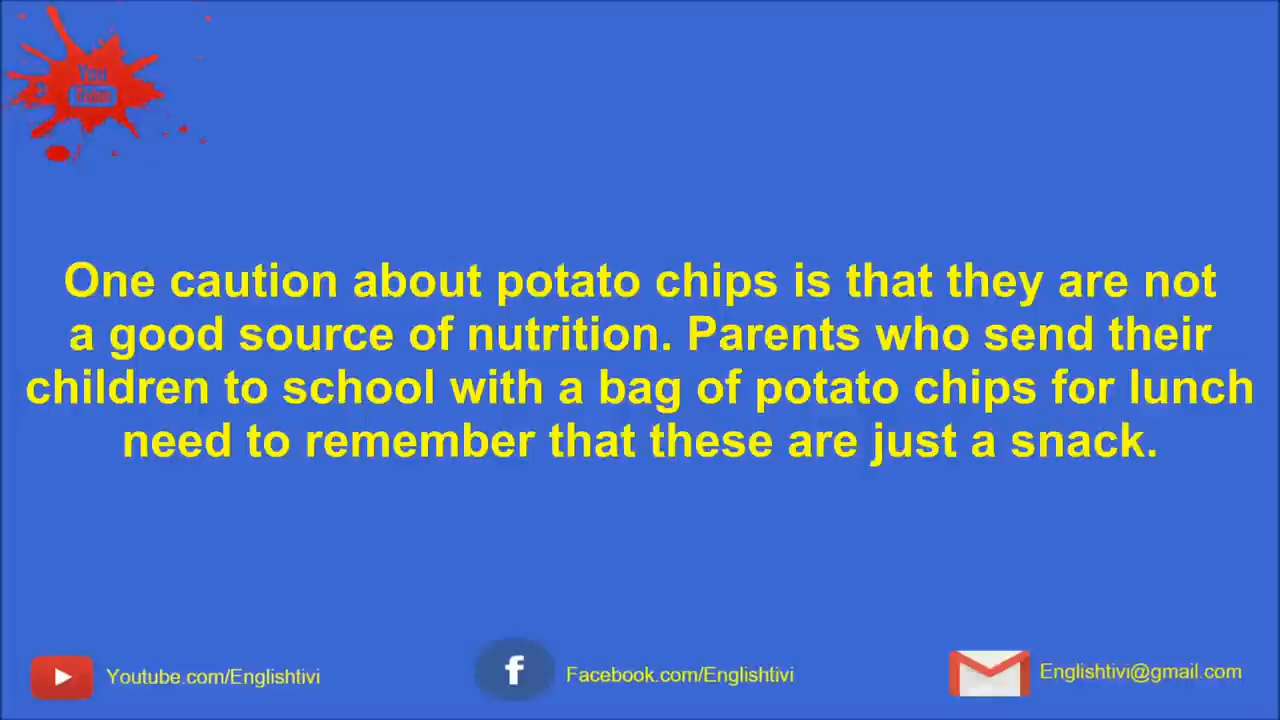 You
Tube
One caution about potato chips is that they are not
a good source of nutrition. Parents who send their
children to school with a bag of potato chips for lunch
need to remember that these are just a snack.
Youtube.com/Englishtivi
f
Facebook.com/Englishtivi
Englishtivi@gmail.com